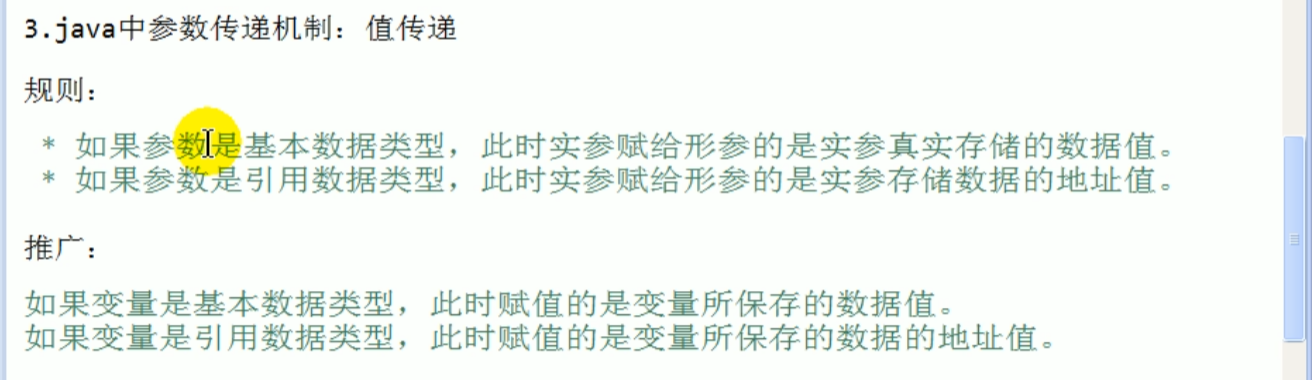 3.java中参数传递机制：值传递
规则：
* 如果参数是基本数据类型，此时实参赋给形参的是实参真实存储的数据值。
* 如果参数是引用数据类型，此时实参赋给形参的是实参存储数据的地址值。
推广：
如果变量是基本数据类型，此时赋值的是变量所保存的数据值。
如果变量是引用数据类型，此时赋值的是变量所保存的数据的地址值。